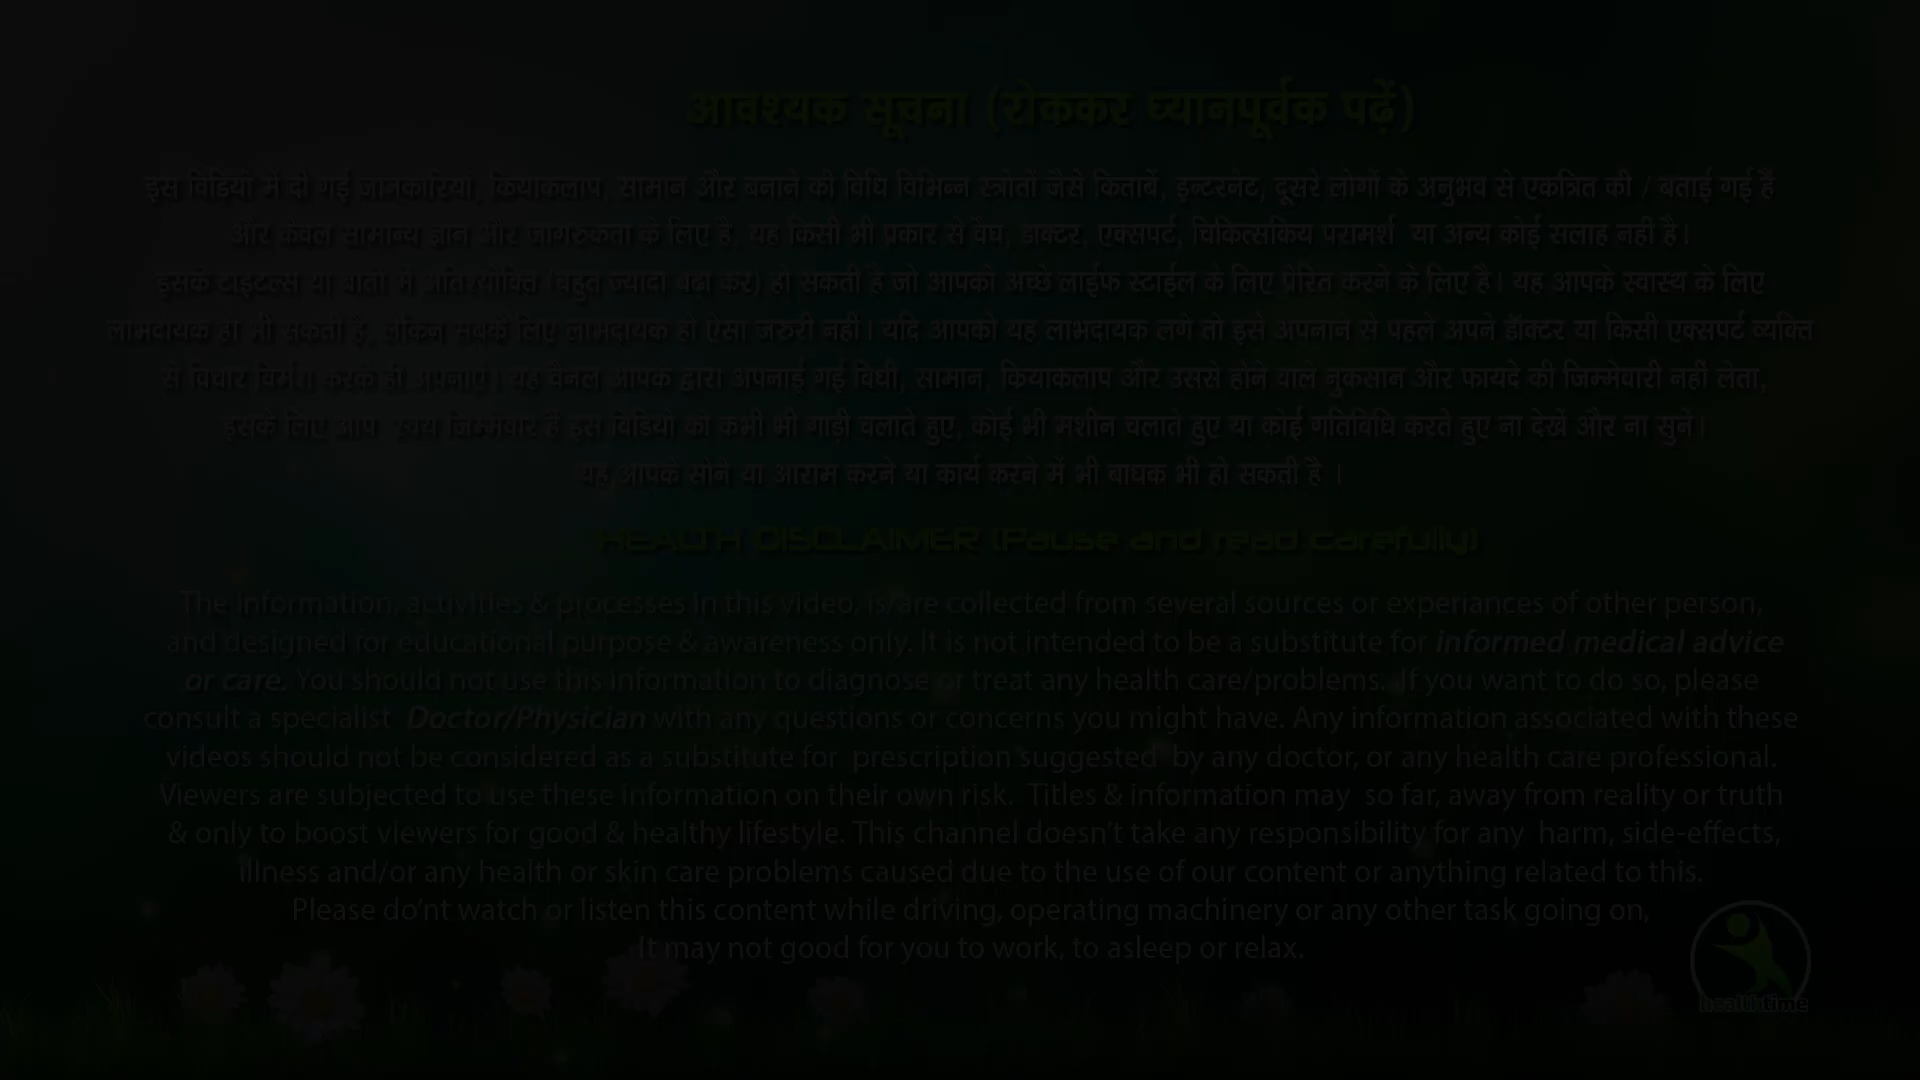 आवश्यक सूचना (रोककर ध्यानपूर्वक पढ़ें)
इस विडियो में दी गई जानकारियां, कियाकलाप, सामान और बनाने की विधि विभिन्न स्त्रोतों जैसे किताबें, इन्टरनेट, दूसरे लोगों के अनुभव से एकत्रित की / बताई गई हैं
और केवल सामान्य ज्ञान और जागरुकता के लिए है, यह किसी भी प्रकार से वैघ, डॉक्टर, एक्सपर्ट, चिकित्सकिय परामर्श या अन्य कोई सलाह नहीं है।
इसके टाइटल्स या बातों में अतिश्योक्ति (बहुत ज्यादा बढा कर) हो सकती है जो आपको अच्छे लाईफ स्टाईल के लिए प्रेरित करने के लिए है। यह आपके स्वास्थ के लिए
लाभदायक हो भी सकती है, लेकिन सबके लिए लाभदायक हो ऐसा जरुरी नहीं। यदि आपको यह लाभदायक लगे तो इसे अपनाने से पहले अपने डॅाक्टर या किसी एक्सपर्ट व्यक्ति
से विचार विमर्श करके ही अपनाए। यह चैनल आपके द्वारा अपनाई गई विधी, सामान, कियाकलाप और उससे होने वाले नुकसान और फायदे की जिम्मेवारी नहीं लेता,
इसके लिए आप स्वयं जिम्मेवार हैं इस विडियो को कभी भी गाड़ी चलाते हुए, कोई भी मशीन चलाते हुए या कोई गतिबिधि करते हुए ना देखें और ना सुने।
यह आपके सोने या आराम करने या कार्य करने में भी बाधक भी हो सकती है ।
HEALTH DISCLAIMER (Pause and read carefully)
The information, activities & processes in this video, is/are collected from several sources or experiances of other person,
and designed for educational purpose & awareness only. It is not intended to be a substitute for informed medical advice
or care. You should not use this information to diagnose or treat any health care/problems. If you want to do so, please
consult a specialist Doctor/Physician with any questions or concerns you might have. Any information associated with these
videos should not be considered as a substitute for prescription suggested by any doctor, or any health care professional.
Viewers are subjected to use these information on their own risk. Titles & information may so far, away from reality or truth
& only to boost viewers for good & healthy lifestyle. This channel doesn't take any responsibility for any harm, side-effects,
illness and/or any health or skin care problems caused due to the use of our content or anything related to this.
Please do'nt watch or listen this content while driving, operating machinery or any other task going on,
It may not good for you to work, to asleep or relax.
healthtime